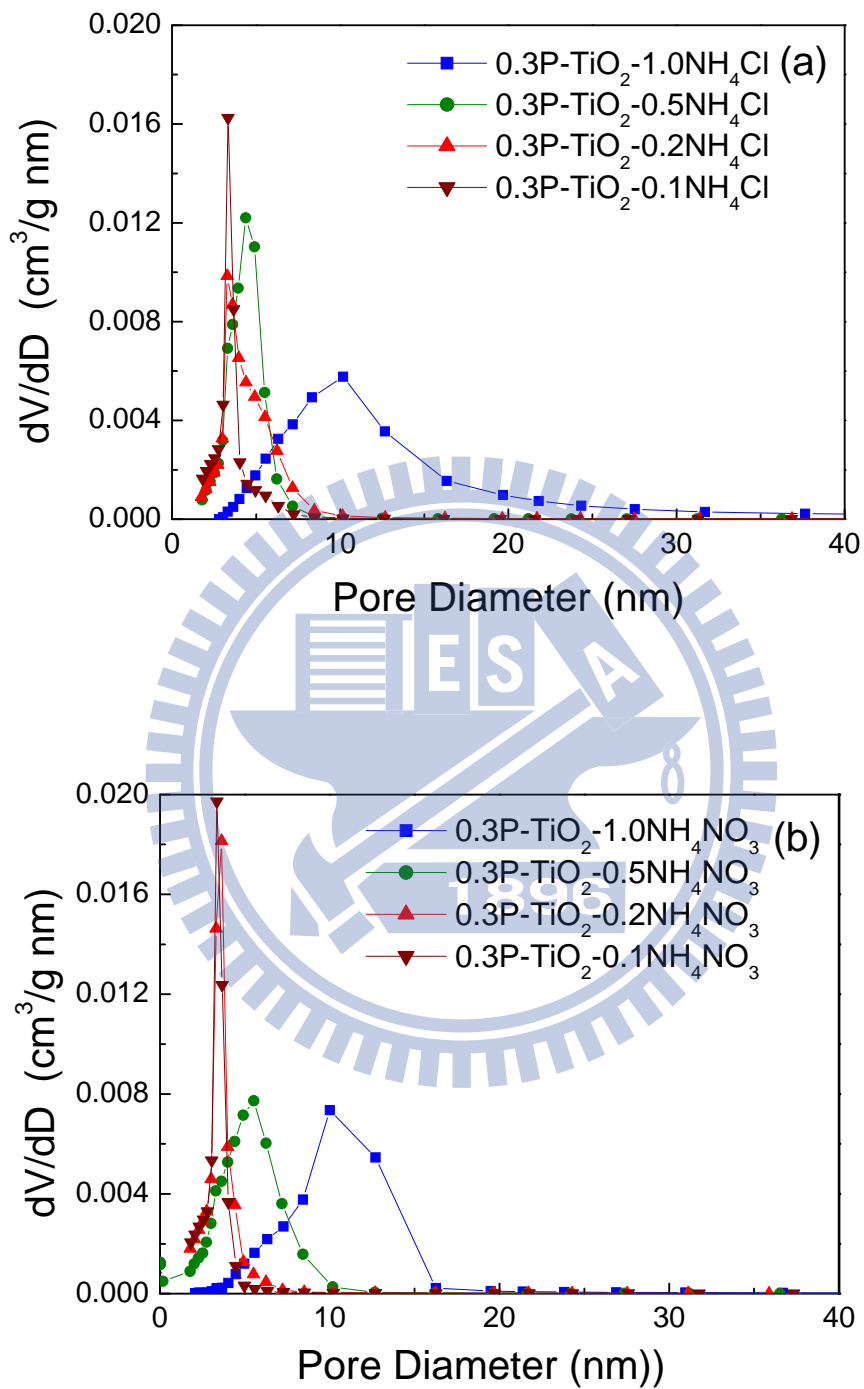 (a)
0.3P-TiO₂-1.0NH₄Cl
0.3P-TiO₂-0.5NH₄Cl
0.3P-TiO₂-0.2NH₄Cl
0.3P-TiO₂-0.1NH₄Cl
0.020
0.016
0.012
0.008
0.004
0.000
dV/dD (cm³/g nm)
0 10 20 30 40
Pore Diameter (nm)
E S A
1896
(b)
0.3P-TiO₂-1.0NH₄NO₃
0.3P-TiO₂-0.5NH₄NO₃
0.3P-TiO₂-0.2NH₄NO₃
0.3P-TiO₂-0.1NH₄NO₃
0.020
0.016
0.012
0.008
0.004
0.000
dV/dD (cm³/g nm)
0 10 20 30 40
Pore Diameter (nm))